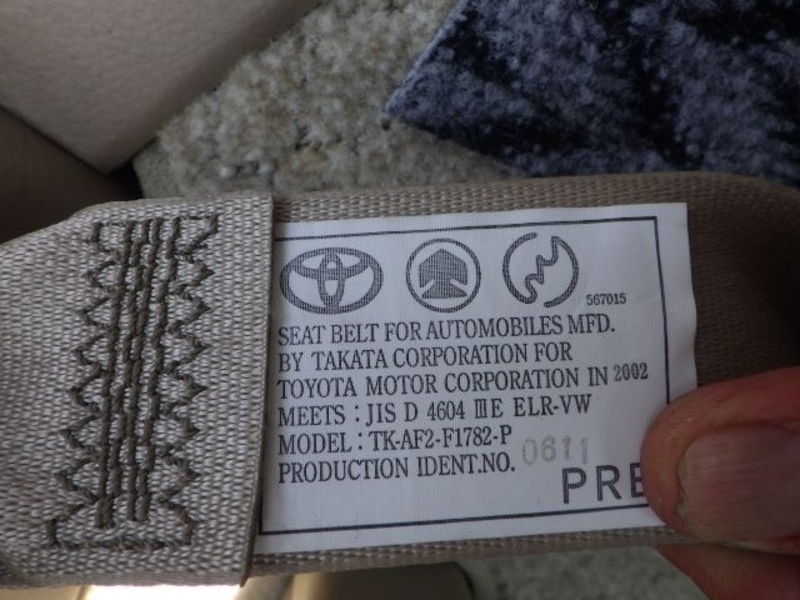 567015
SEAT BELT FOR AUTOMOBILES MFD.
BY TAKATA CORPORATION FOR
TOYOTA MOTOR CORPORATION IN 2002
MEETS : JIS D 4604 ⅢE ELR-VW
MODEL : TK-AF2-F1782-P
PRODUCTION IDENT.NO. 0611
PRE